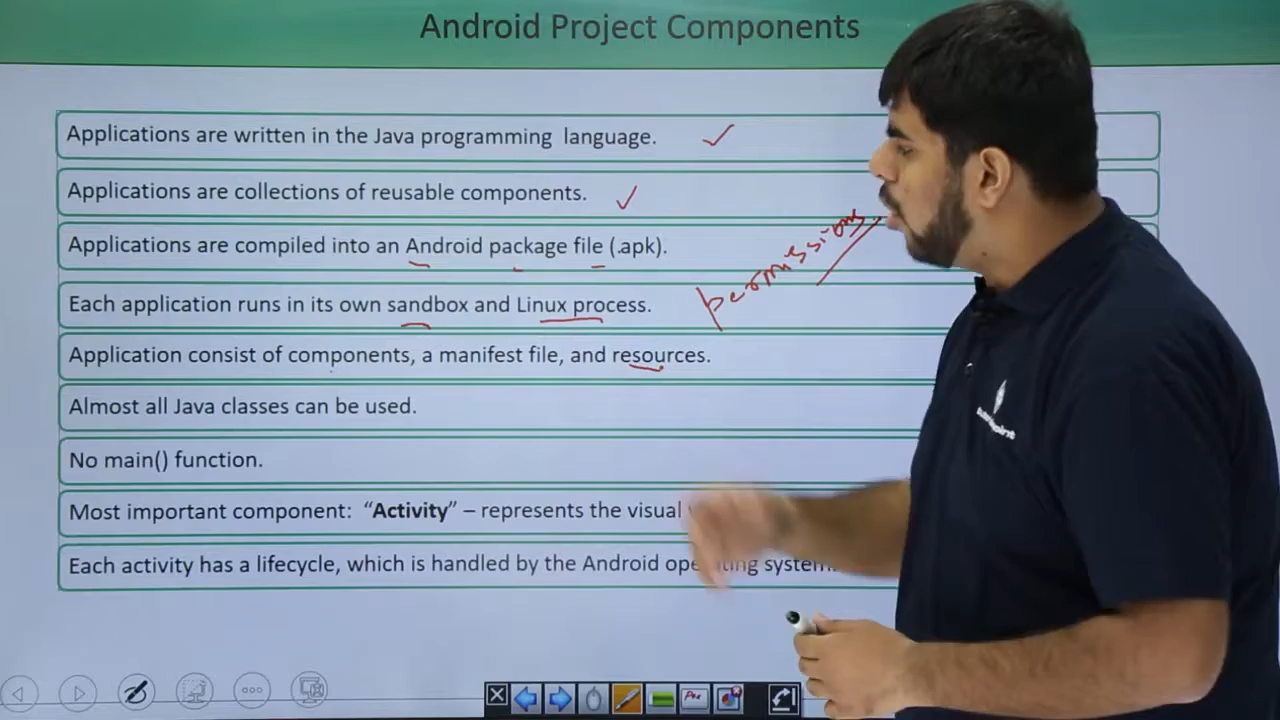 Android Project Components
Applications are written in the Java programming language.
Applications are collections of reusable components.
Applications are compiled into an Android package file (.apk).
permissions
Each application runs in its own sandbox and Linux process.
Application consist of components, a manifest file, and resources.
Almost all Java classes can be used.
No main() function.
Most important component: “Activity” – represents the visual
Each activity has a lifecycle, which is handled by the Android operating system.